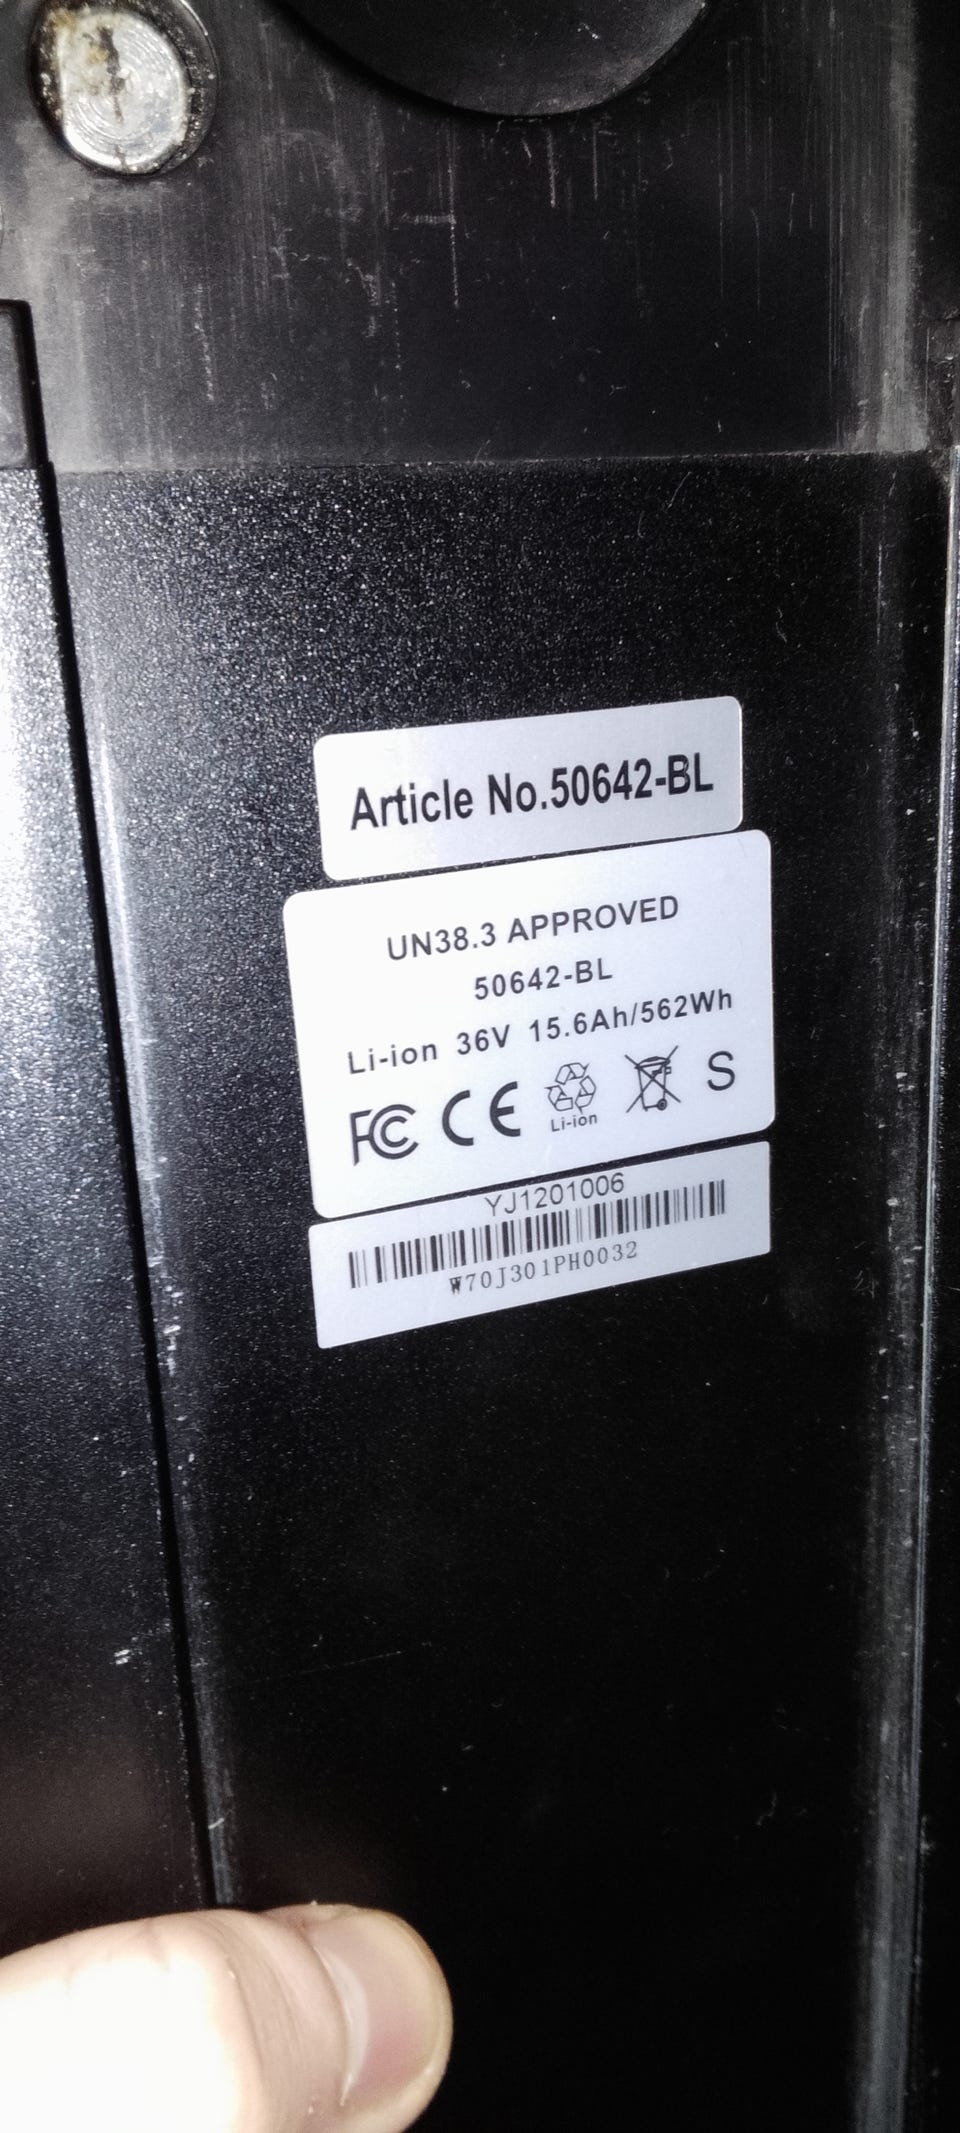 Article No.50642-BL
UN38.3 APPROVED
50642-BL
Li-ion 36V 15.6Ah/562Wh
FC CE Li-ion S
YJ1201006
W70J301PH0032